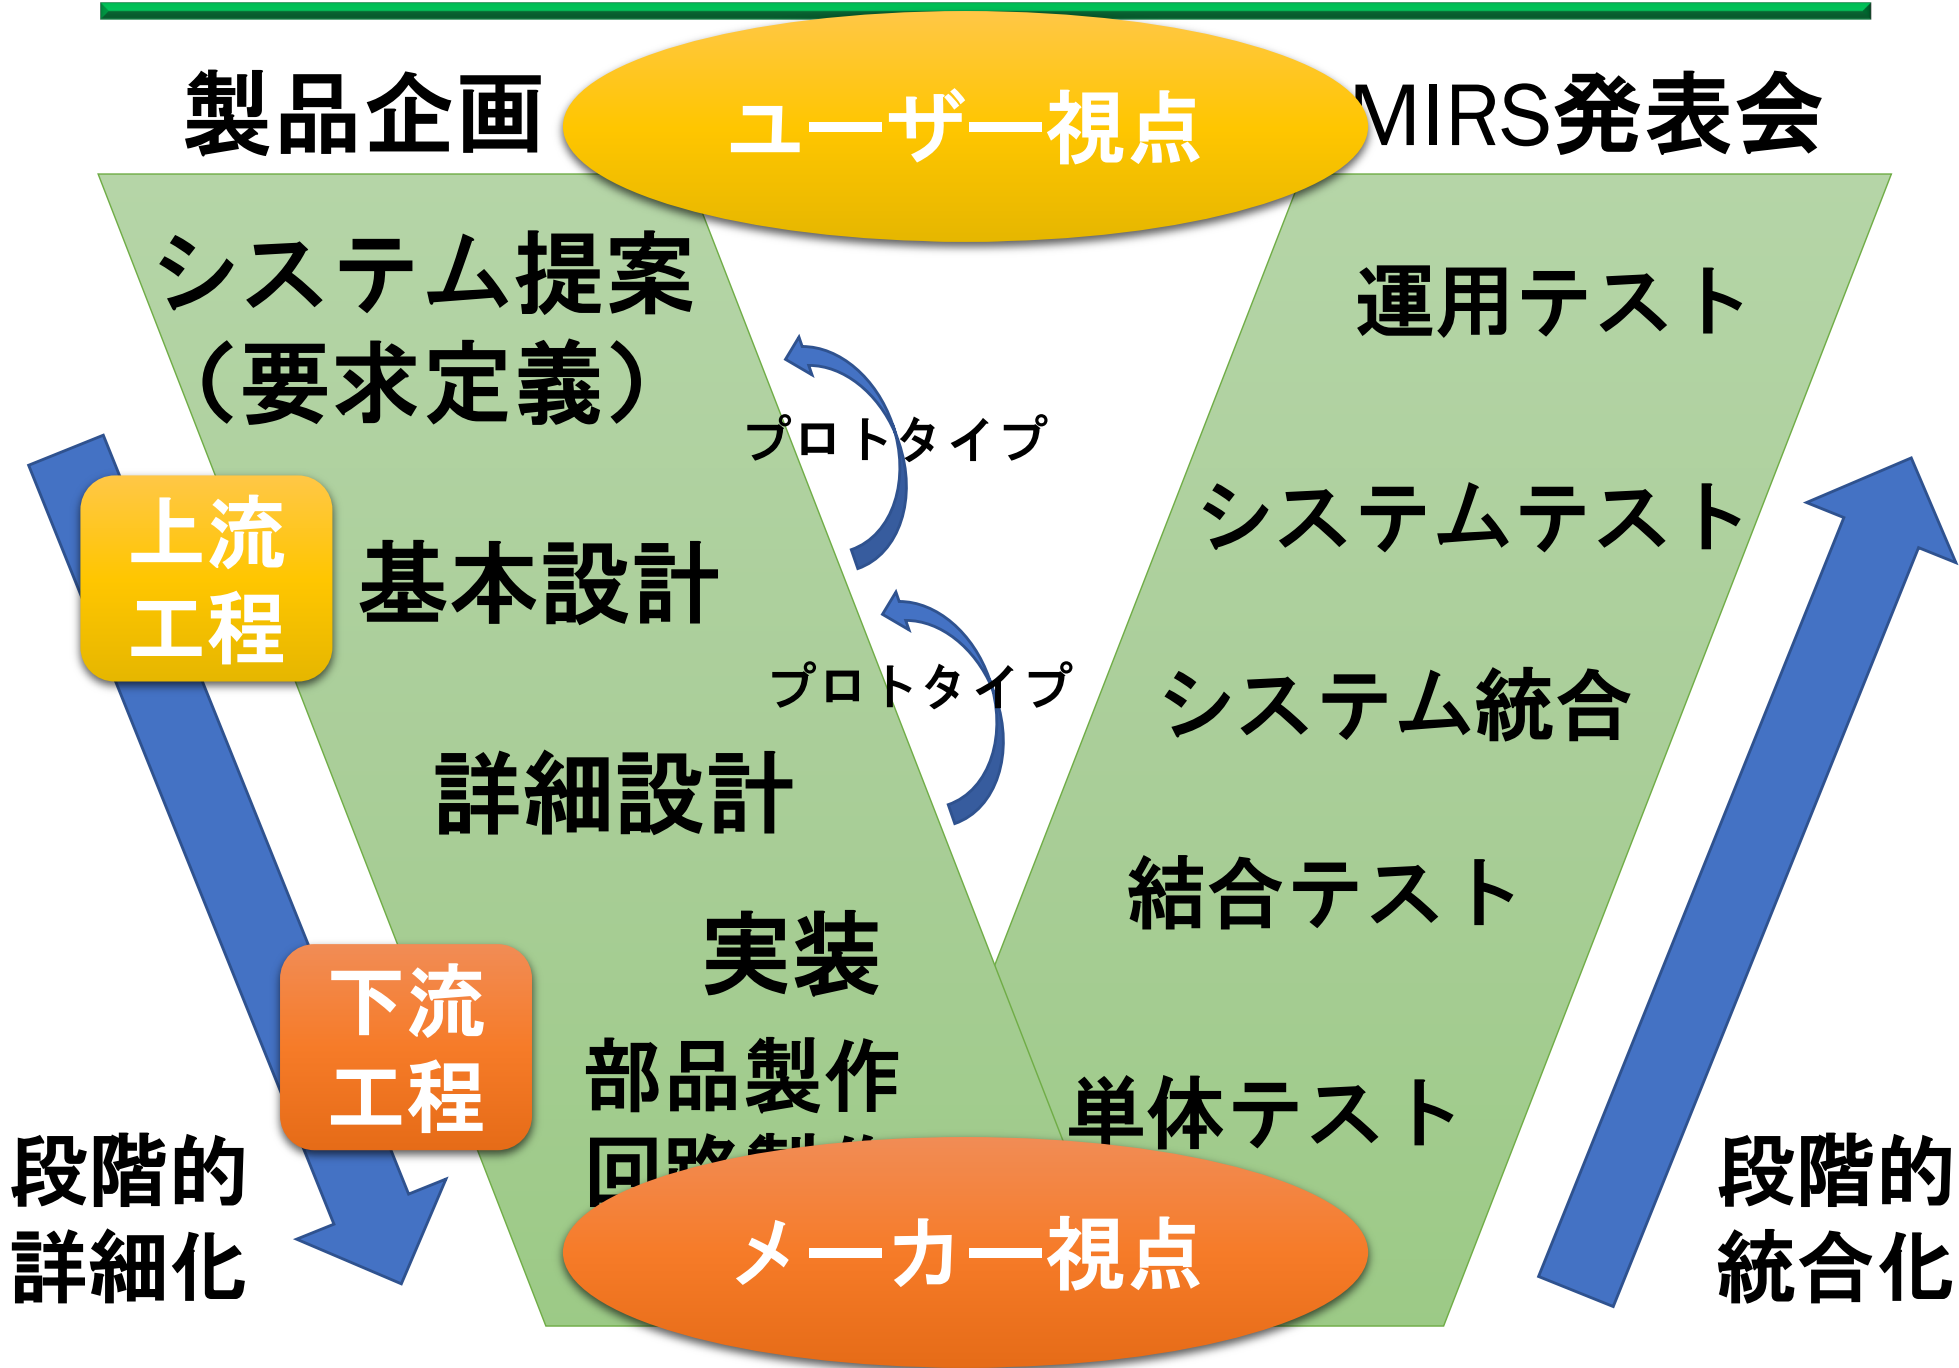 製品企画
ユーザー視点
MIRS発表会
システム提案
（要求定義）
上流
工程
基本設計
詳細設計
下流
工程
実装
部品製作
段階的
詳細化
プロトタイプ
プロトタイプ
運用テスト
システムテスト
システム統合
結合テスト
単体テスト
メーカー視点
段階的
統合化